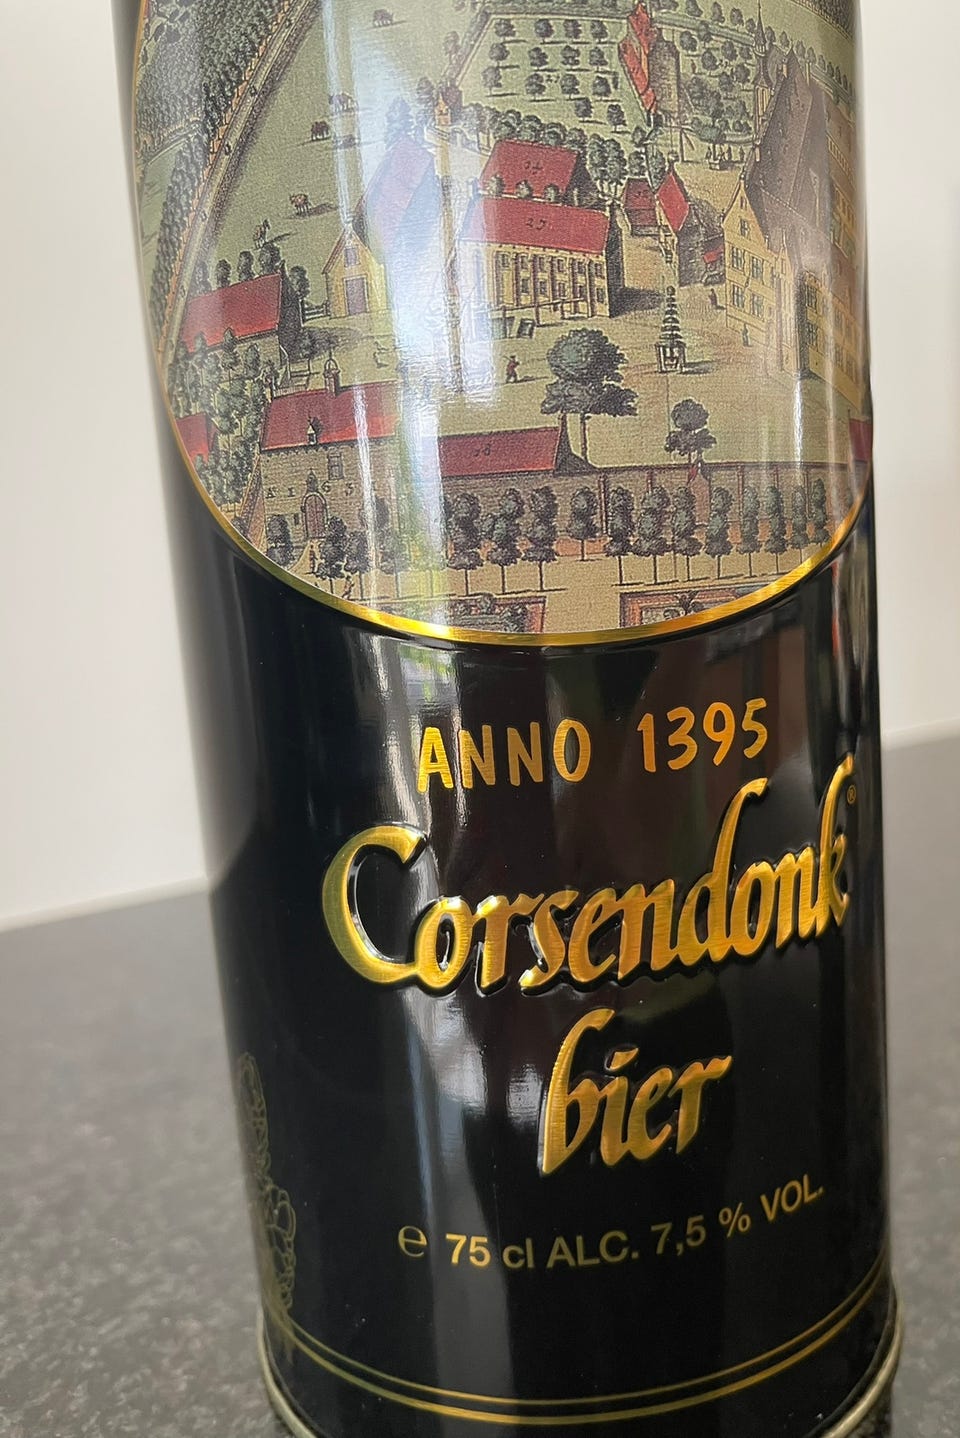 ANNO 1395
Corsendonk®
bier
℮ 75 cl ALC. 7,5 % VOL.